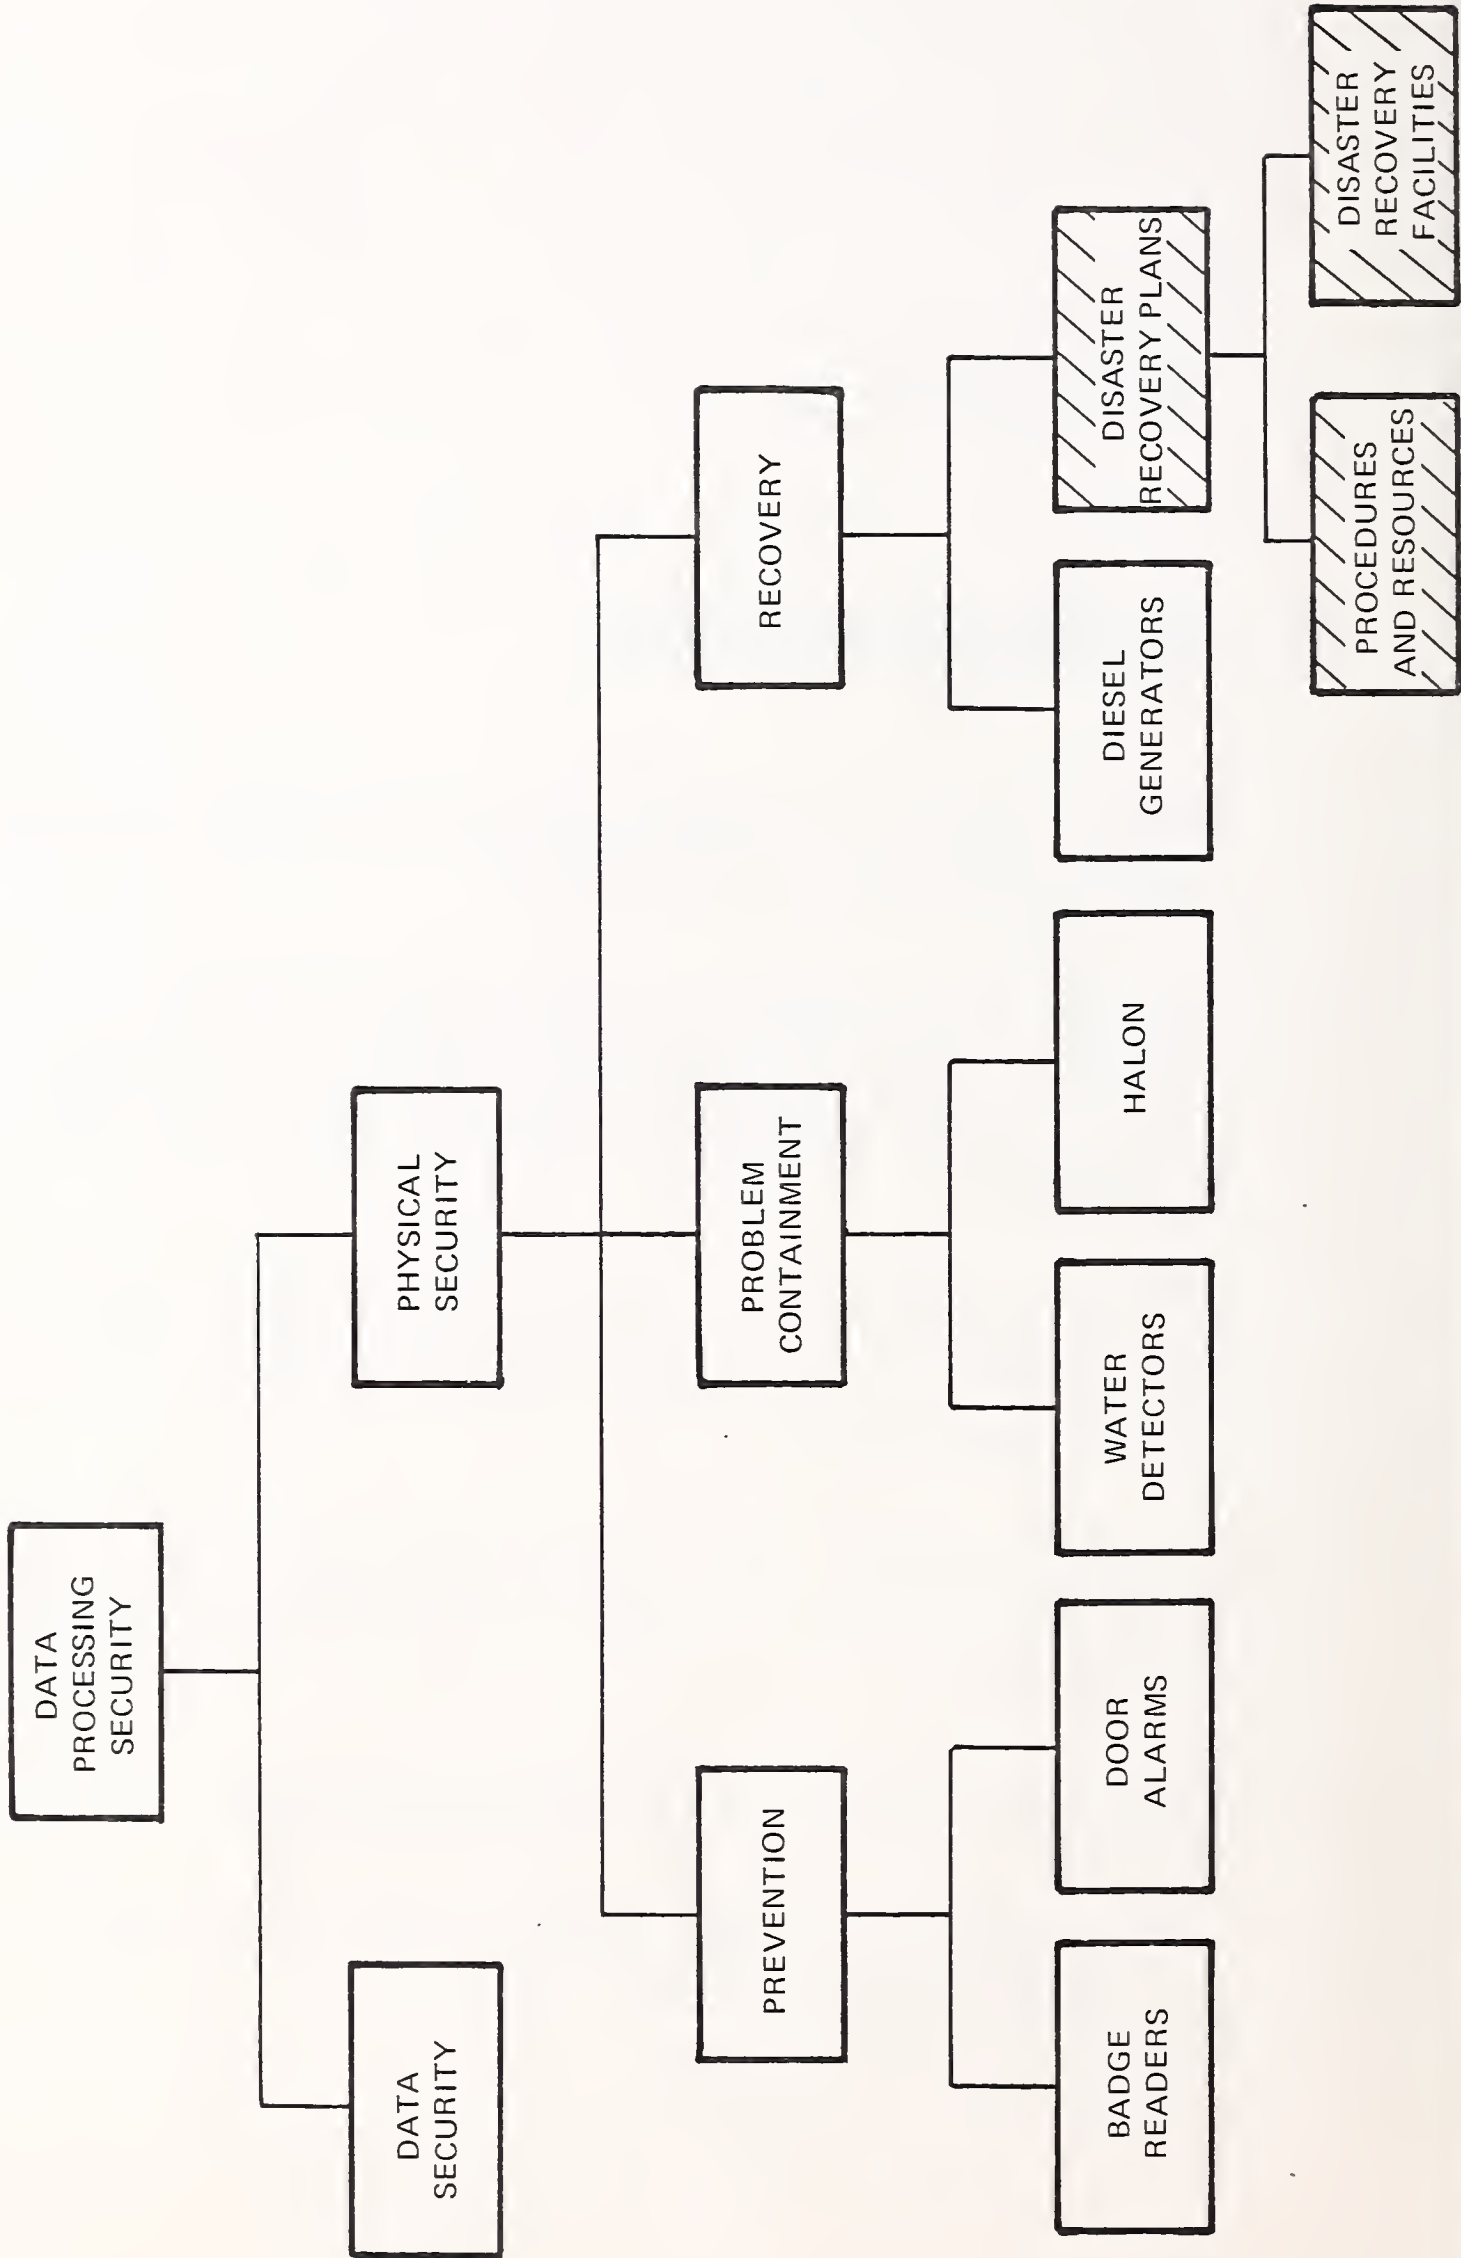 DATA
PROCESSING
SECURITY
DATA
SECURITY
PHYSICAL
SECURITY
PREVENTION
PROBLEM
CONTAINMENT
RECOVERY
BADGE
READERS
DOOR
ALARMS
WATER
DETECTORS
HALON
DIESEL
GENERATORS
DISASTER
RECOVERY PLANS
PROCEDURES
AND RESOURCES
DISASTER
RECOVERY
FACILITIES